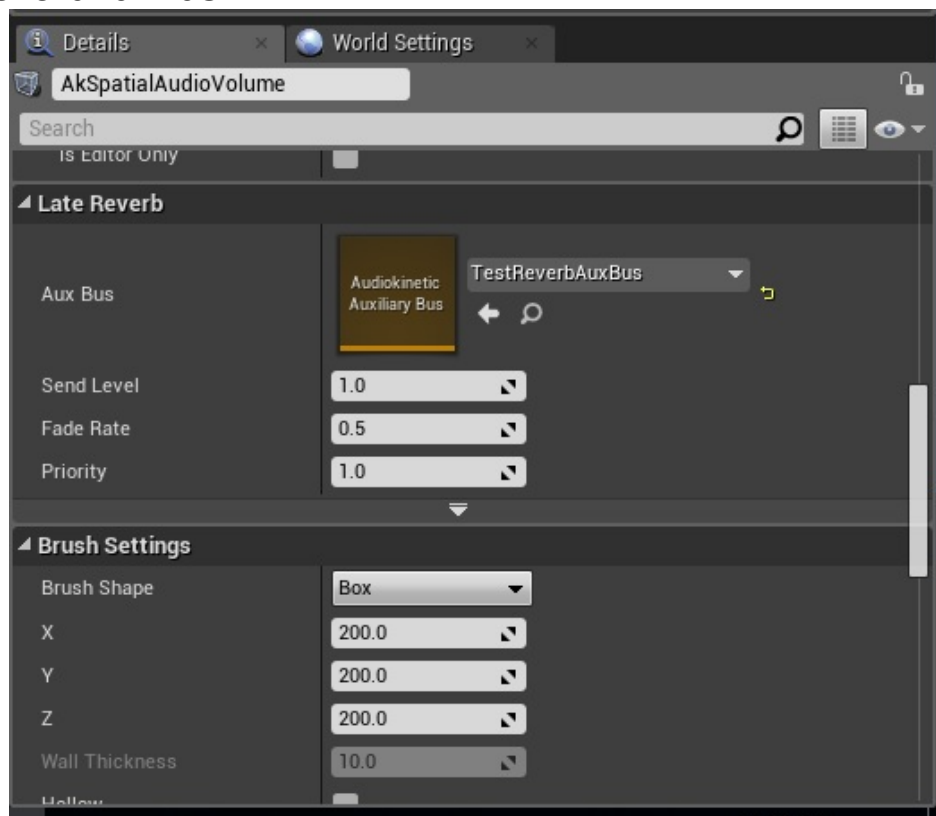 Details
World Settings
AkSpatialAudioVolume
Search
Is Editor Only
Late Reverb
Aux Bus
Audiokinetic
Auxiliary Bus
TestReverbAuxBus
Send Level
1.0
Fade Rate
0.5
Priority
1.0
Brush Settings
Brush Shape
Box
X
200.0
Y
200.0
Z
200.0
Wall Thickness
10.0
Hollow